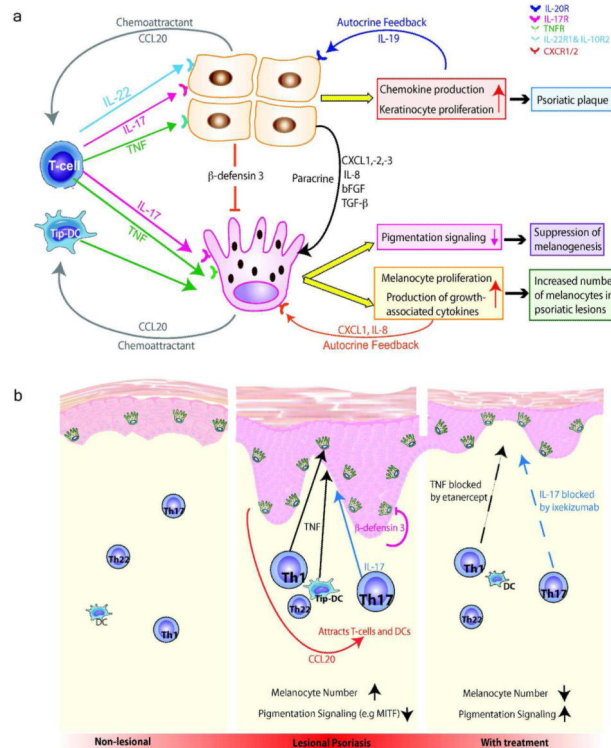 a
Chemoattractant
CCL20
Autocrine Feedback
IL-19
IL-20R
IL-17R
TNFR
IL-22R1& IL-10R2
CXCR1/2
IL-22
IL-17
TNF
T-cell
Chemokine production
Keratinocyte proliferation
Psoriatic plaque
β-defensin 3
Paracrine
CXCL1,-2,-3
IL-8
bFGF
TGF-β
IL-17
TNF
Tip-DC
Pigmentation signaling
Suppression of
melanogenesis
Melanocyte proliferation
Production of growth-
associated cytokines
Increased number
of melanocytes in
psoriatic lesions
CCL20
Chemoattractant
CXCL1, IL-8
Autocrine Feedback
b
Th17
Th22
DC
Th1
TNF
β-defensin 3
IL-17
Th1
Tip-DC
Th22
Th17
Attracts T-cells and DCs
CCL20
Melanocyte Number
Pigmentation Signaling (e.g MITF)
TNF blocked
by etanercept
IL-17 blocked
by ixekizumab
Th1
DC
Th22
Th17
Melanocyte Number
Pigmentation Signaling
Non-lesional
Lesional Psoriasis
With treatment